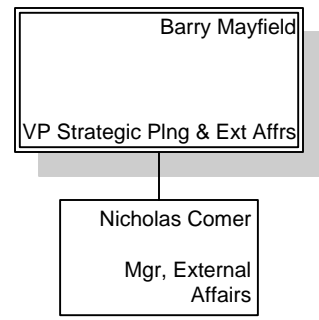 Barry Mayfield
VP Strategic Plng & Ext Affrs
Nicholas Comer
Mgr, External
Affairs